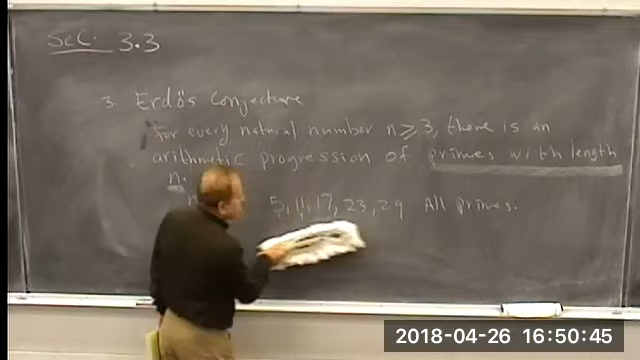 Sec. 3.3
3. Erdös Conjecture
For every natural number n ≥ 3, there is an
arithmetic progression of primes with length
n.
n
5, 11, 17, 23, 29 All primes.
2018-04-26 16:50:45